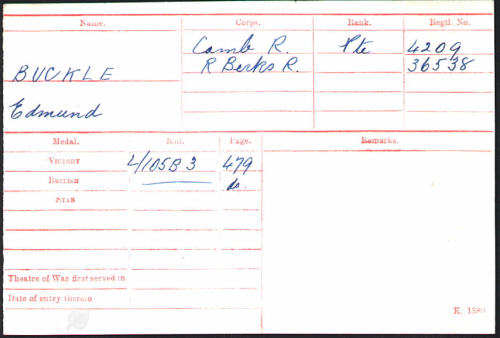 Name. Corps. Rank. Regtl. No.
Camb R. Pte 4209
BUCKLE R Berks R. 36538
Edmund
Medal. Roll. Page. Remarks.
VICTORY L/105B3 479
BRITISH do.
STAR
Theatre of War first served in
Date of entry therein
K. 1380